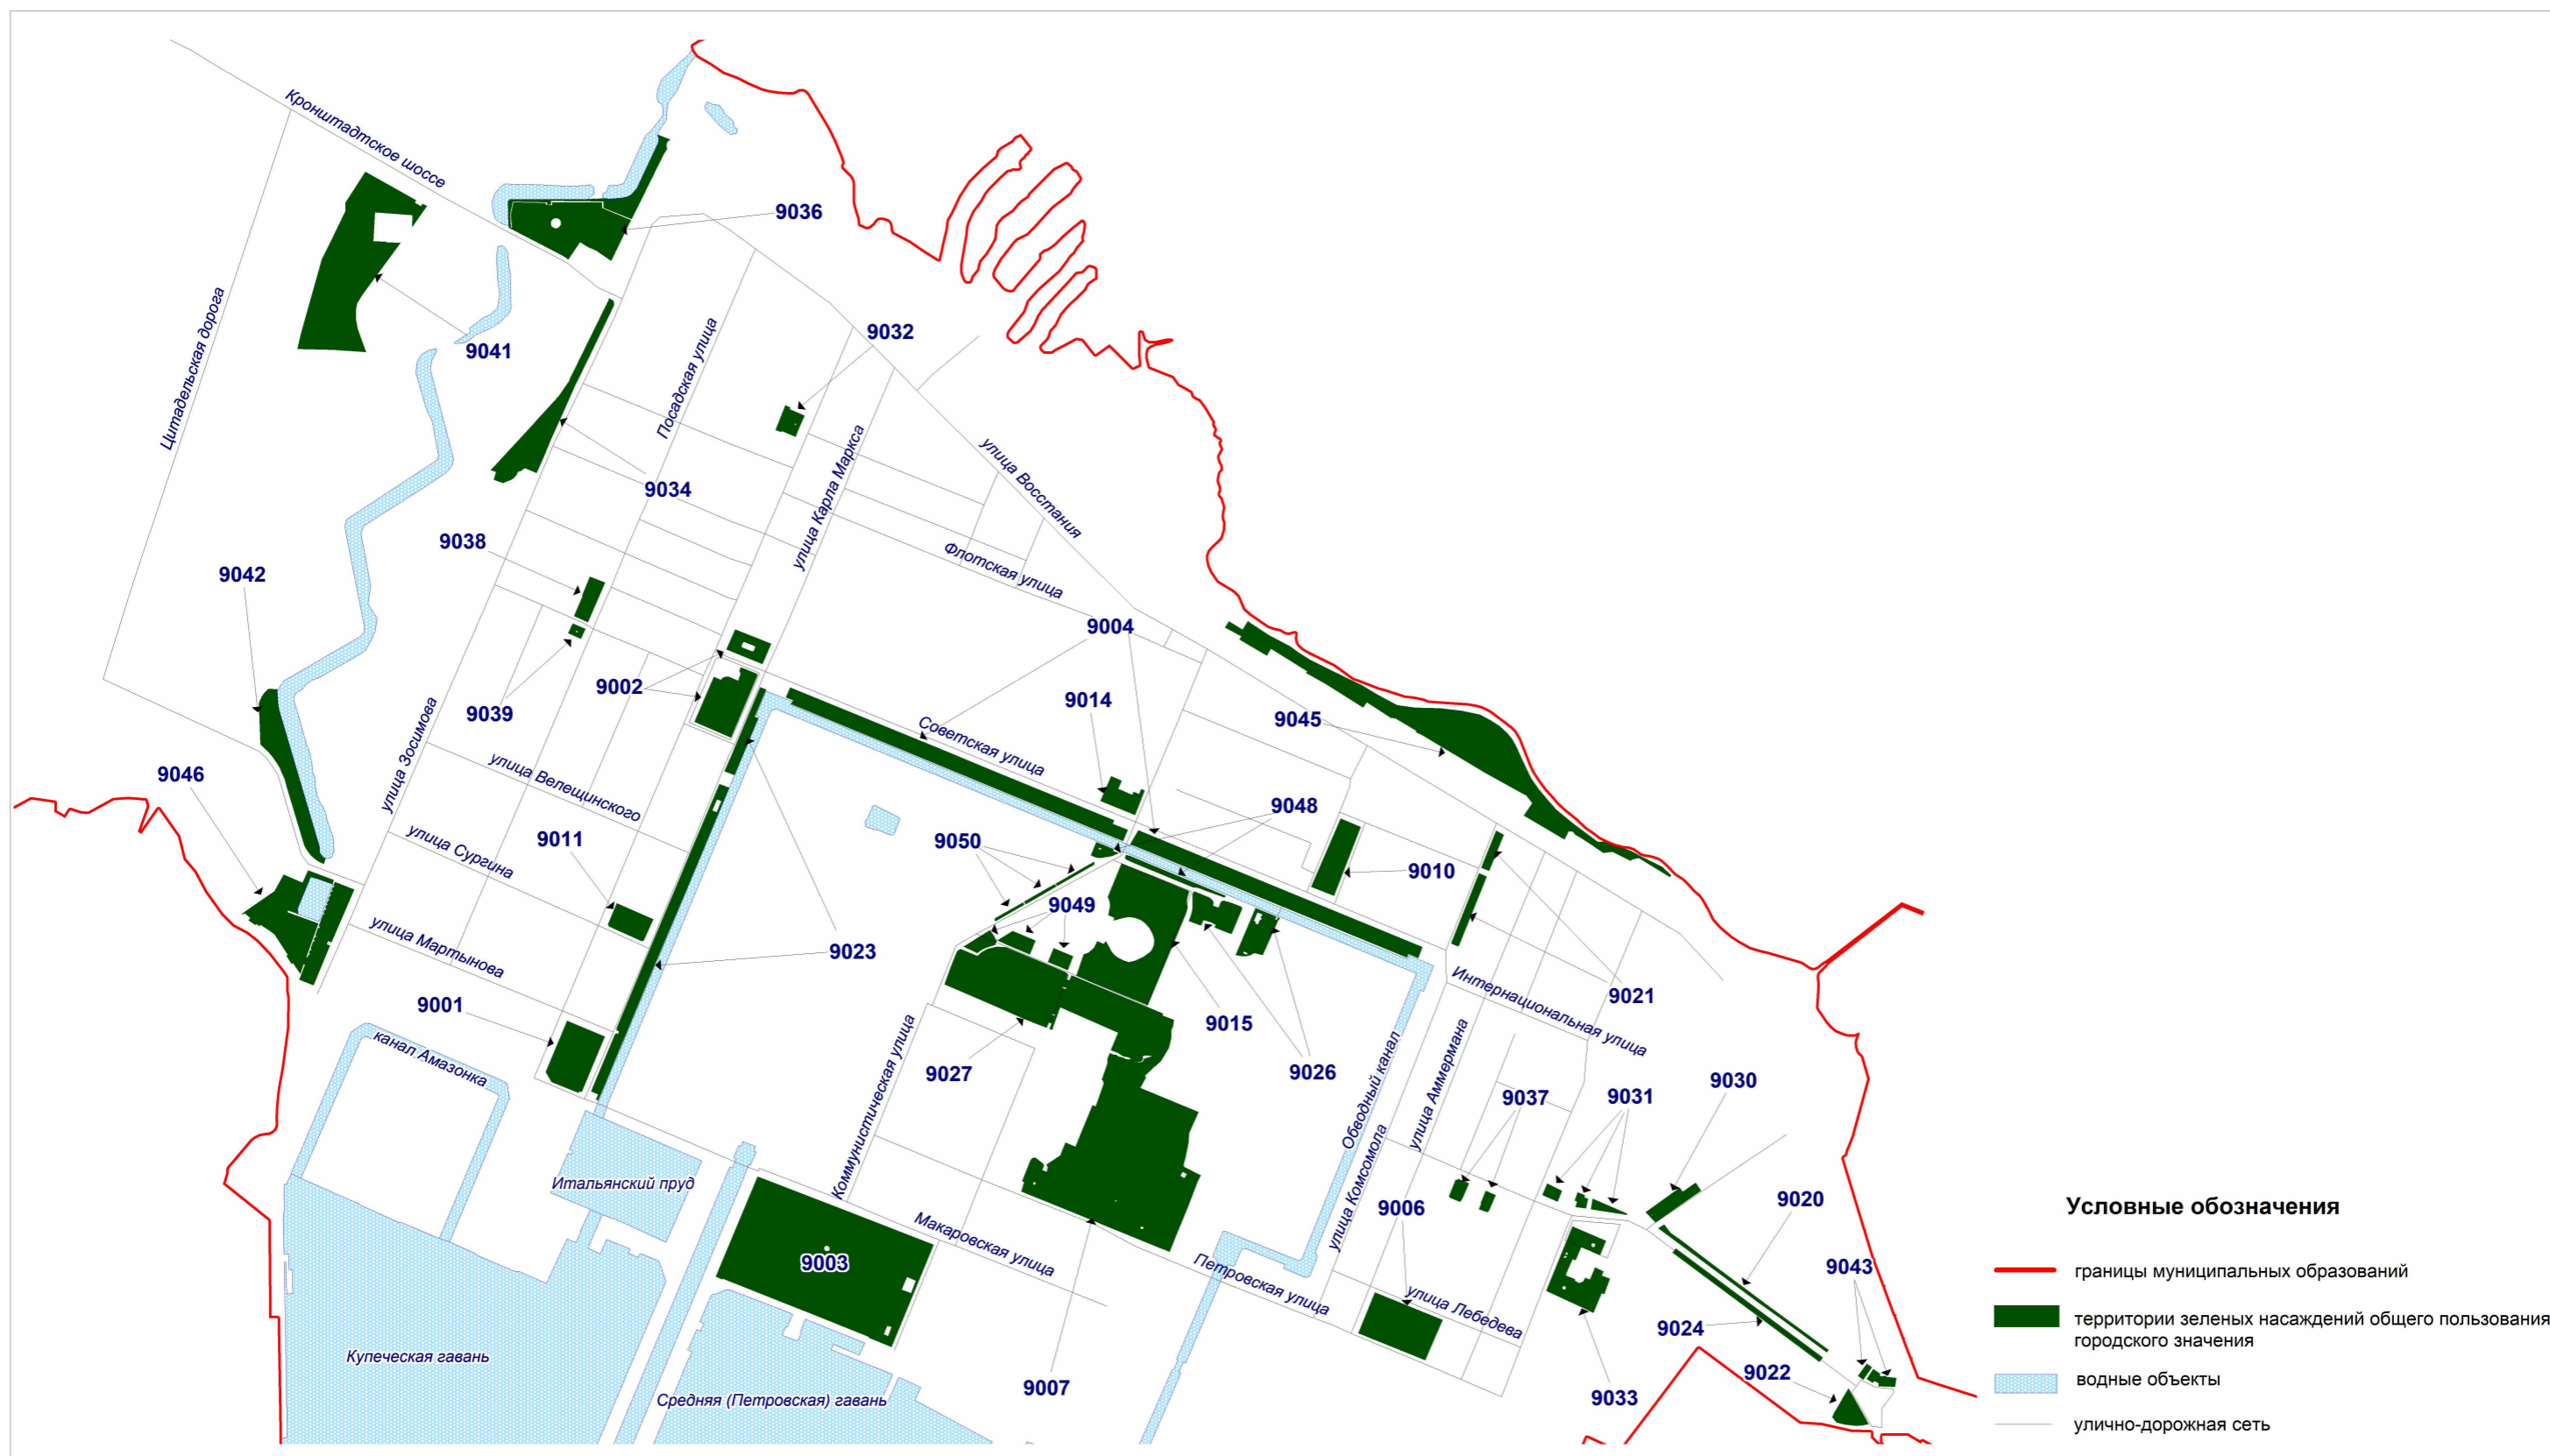 Кронштадтское шоссе
9036
Цитадельская дорога
9041
Посадская улица
9032
улица Карла Маркса
улица Восстания
9034
9038
9042
Флотская улица
9004
9002
9039
9014
9045
улица Зосимова
Советская улица
9046
улица Велещинского
9048
9011
9050
улица Сургина
9010
9049
улица Мартынова
9023
9001
9021
Интернациональная улица
9015
канал Амазонка
Коммунистическая улица
9027
9026
Обводный канал
улица Аммермана
9037
9031
9030
Итальянский пруд
улица Комсомола
9006
9020
Условные обозначения
Макаровская улица
9003
Петровская улица
9043
границы муниципальных образований
улица Лебедева
территории зеленых насаждений общего пользования
городского значения
9024
Купеческая гавань
9022
водные объекты
9007
Средняя (Петровская) гавань
9033
улично-дорожная сеть